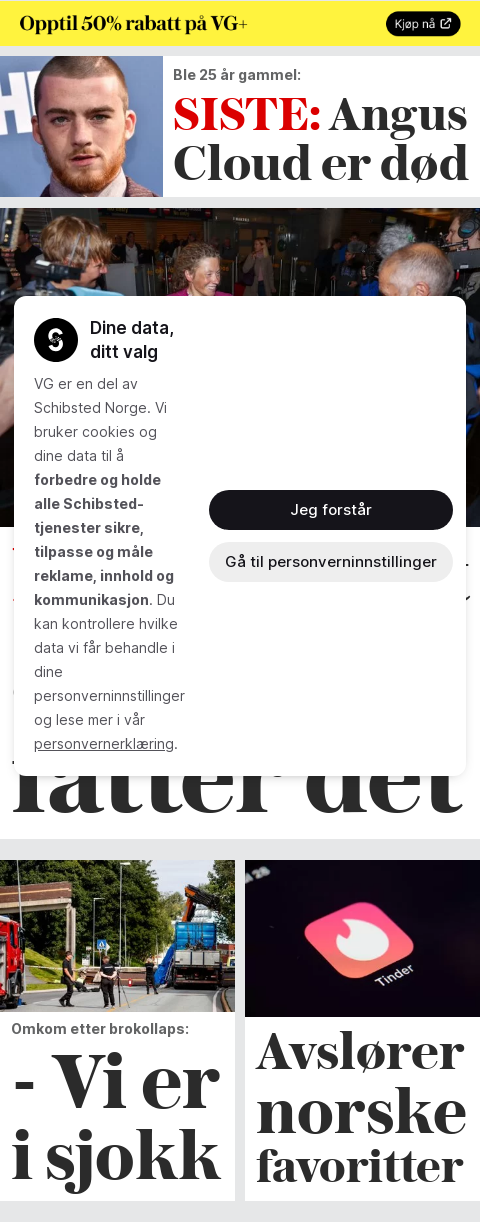 Opptil 50% rabatt på VG+
Kjøp nå
Ble 25 år gammel:
SISTE: Angus
Cloud er død
Dine data,
ditt valg
VG er en del av
Schibsted Norge. Vi
bruker cookies og
dine data til å
forbedre og holde
alle Schibsted-
tjenester sikre,
tilpasse og måle
reklame, innhold og
kommunikasjon. Du
kan kontrollere hvilke
data vi får behandle i
dine
personverninnstillinger
og lese mer i vår
personvernerklæring.
Jeg forstår
Gå til personverninnstillinger
fatter det
Tinder
Omkom etter brokollaps:
- Vi er
i sjokk
Avslører
norske
favoritter